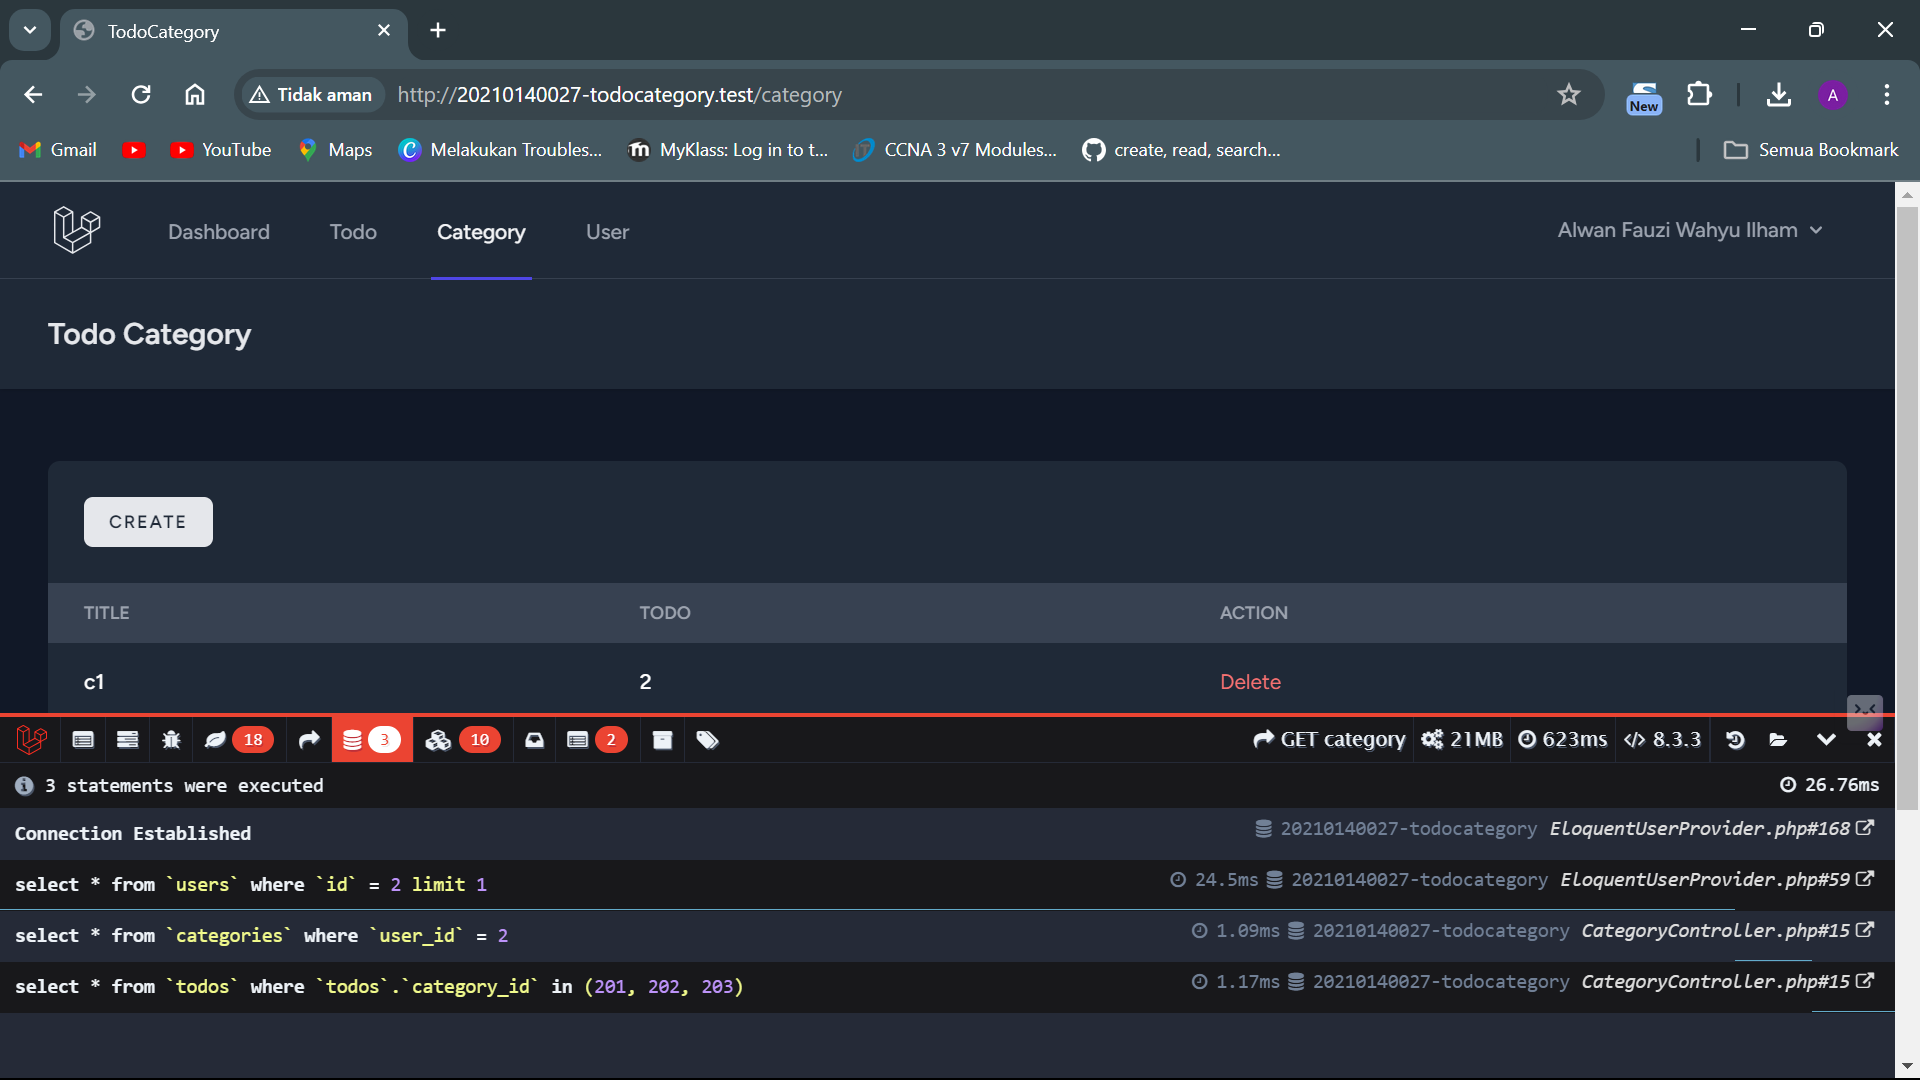 TodoCategory
Tidak aman http://20210140027-todocategory.test/category New A
Gmail YouTube Maps Melakukan Troubles... MyKlass: Log in to t... CCNA 3 v7 Modules... create, read, search... Semua Bookmark
Dashboard Todo Category User Alwan Fauzi Wahyu Ilham
Todo Category
CREATE
TITLE TODO ACTION
c1 2 Delete
18 3 10 2 GET category 21MB 623ms 8.3.3
3 statements were executed 26.76ms
Connection Established 20210140027-todocategory EloquentUserProvider.php#168
select * from `users` where `id` = 2 limit 1 24.5ms 20210140027-todocategory EloquentUserProvider.php#59
select * from `categories` where `user_id` = 2 1.09ms 20210140027-todocategory CategoryController.php#15
select * from `todos` where `todos`.`category_id` in (201, 202, 203) 1.17ms 20210140027-todocategory CategoryController.php#15